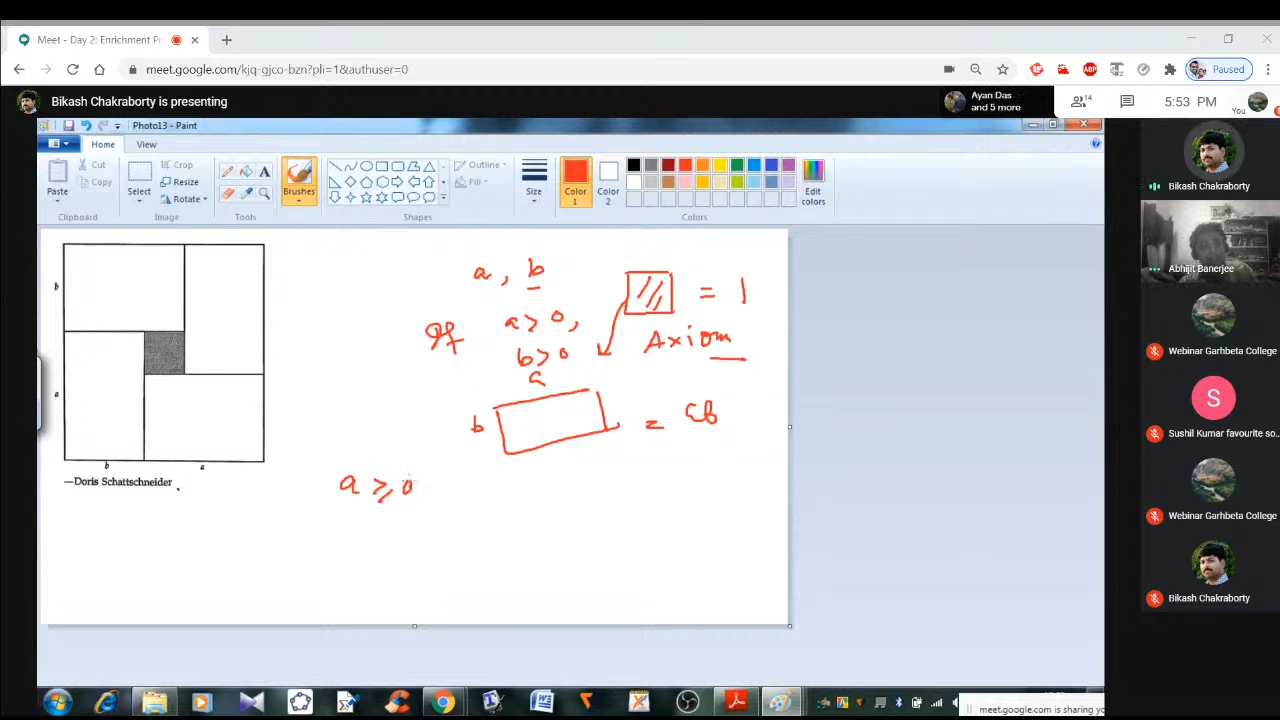 Meet - Day 2: Enrichment Pr
meet.google.com/kjq-gjco-bzn?pli=1&authuser=0
ABP
Paused
Bikash Chakraborty is presenting
Ayan Das
and 5 more
14
5:53 PM
You
Photo13 - Paint
Home
View
Paste
Cut
Copy
Clipboard
Select
Crop
Resize
Rotate
Image
A
Tools
Brushes
Shapes
Outline
Fill
Size
Color
1
Color
2
Edit
colors
Colors
b
a
b
a
—Doris Schattschneider
a , b
If a > 0,
b > 0
= 1
Axiom
a
b
= ab
a ≥ 0
Bikash Chakraborty
Abhijit Banerjee
Webinar Garhbeta College
S
Sushil Kumar favourite so...
Webinar Garhbeta College
Bikash Chakraborty
meet.google.com is sharing yo